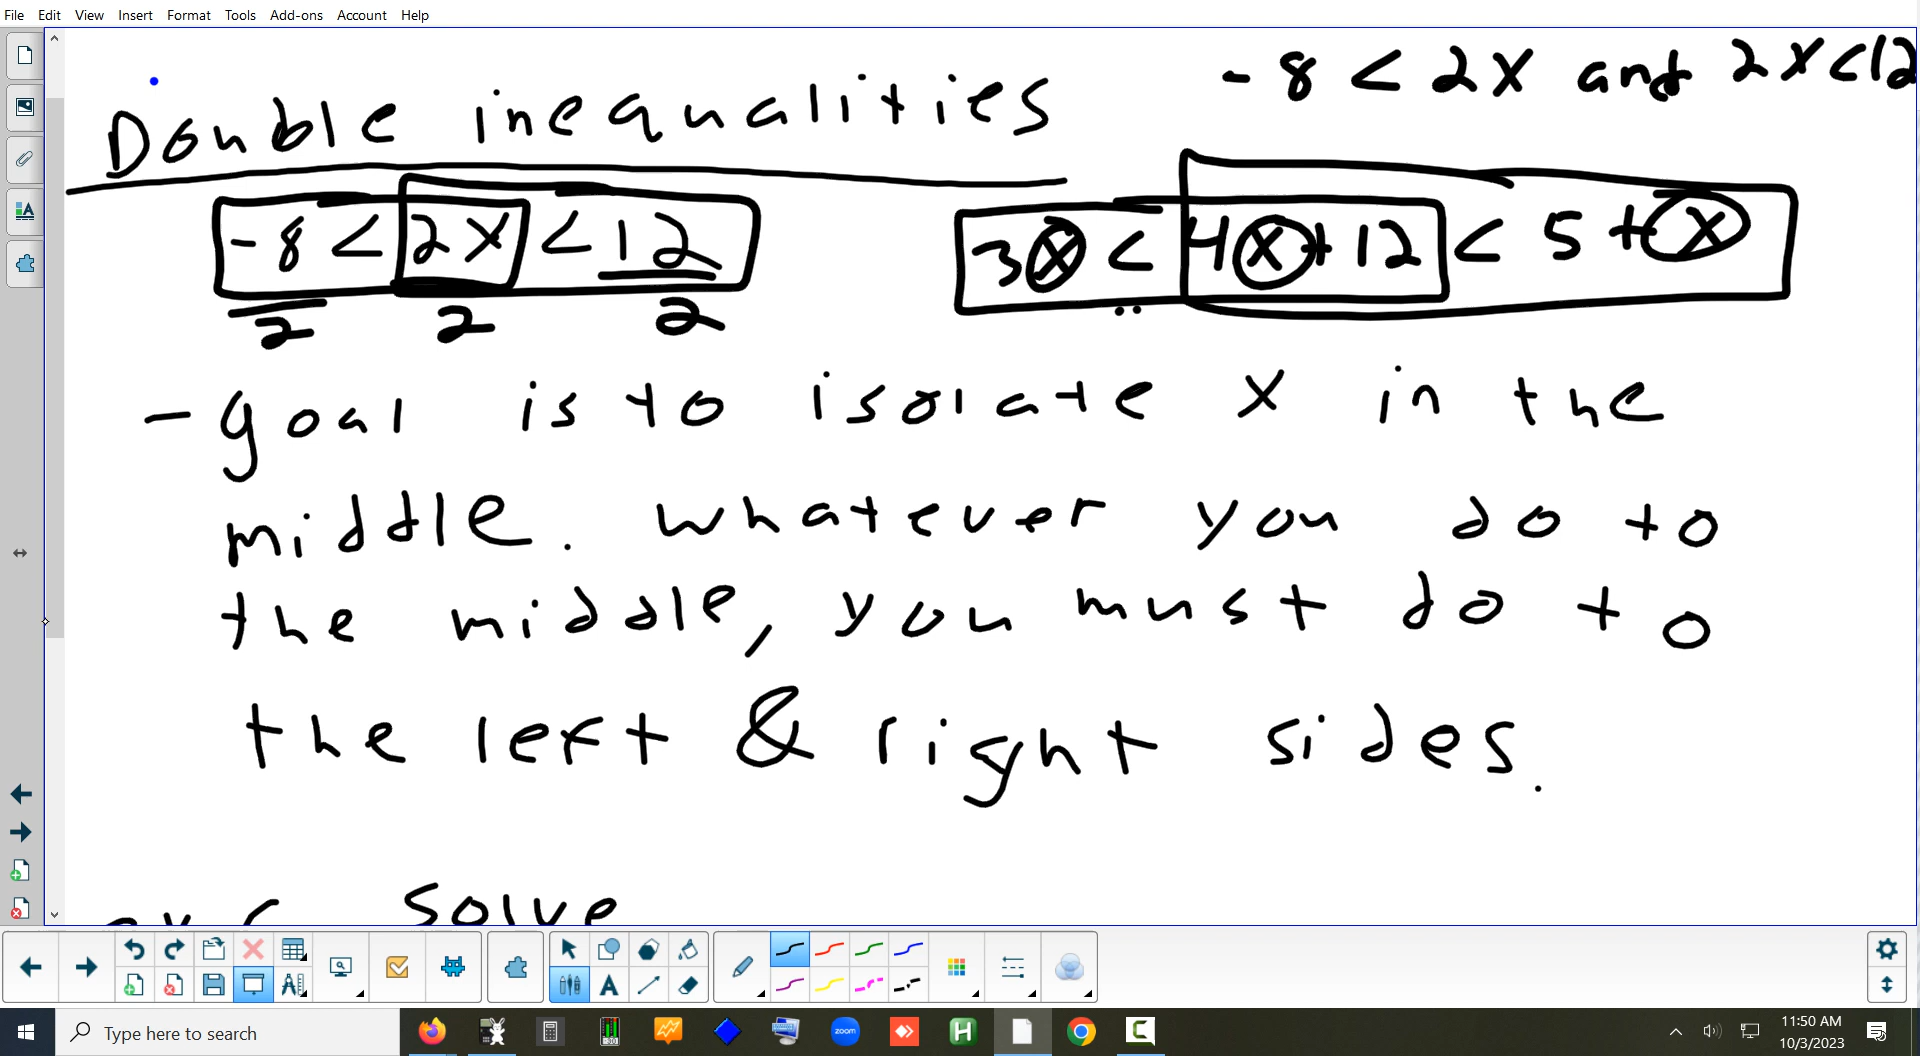 File Edit View Insert Format Tools Add-ons Account Help
-8 < 2x and 2x < 12
Double inequalities
-8 < 2x < 12
2 2 2
3x < 4x + 12 < 5 + x
- goal is to isolate x in the
middle. whatever you do to
the middle, you must do to
the left & right sides.
solve
Type here to search
zoom
11:50 AM
10/3/2023